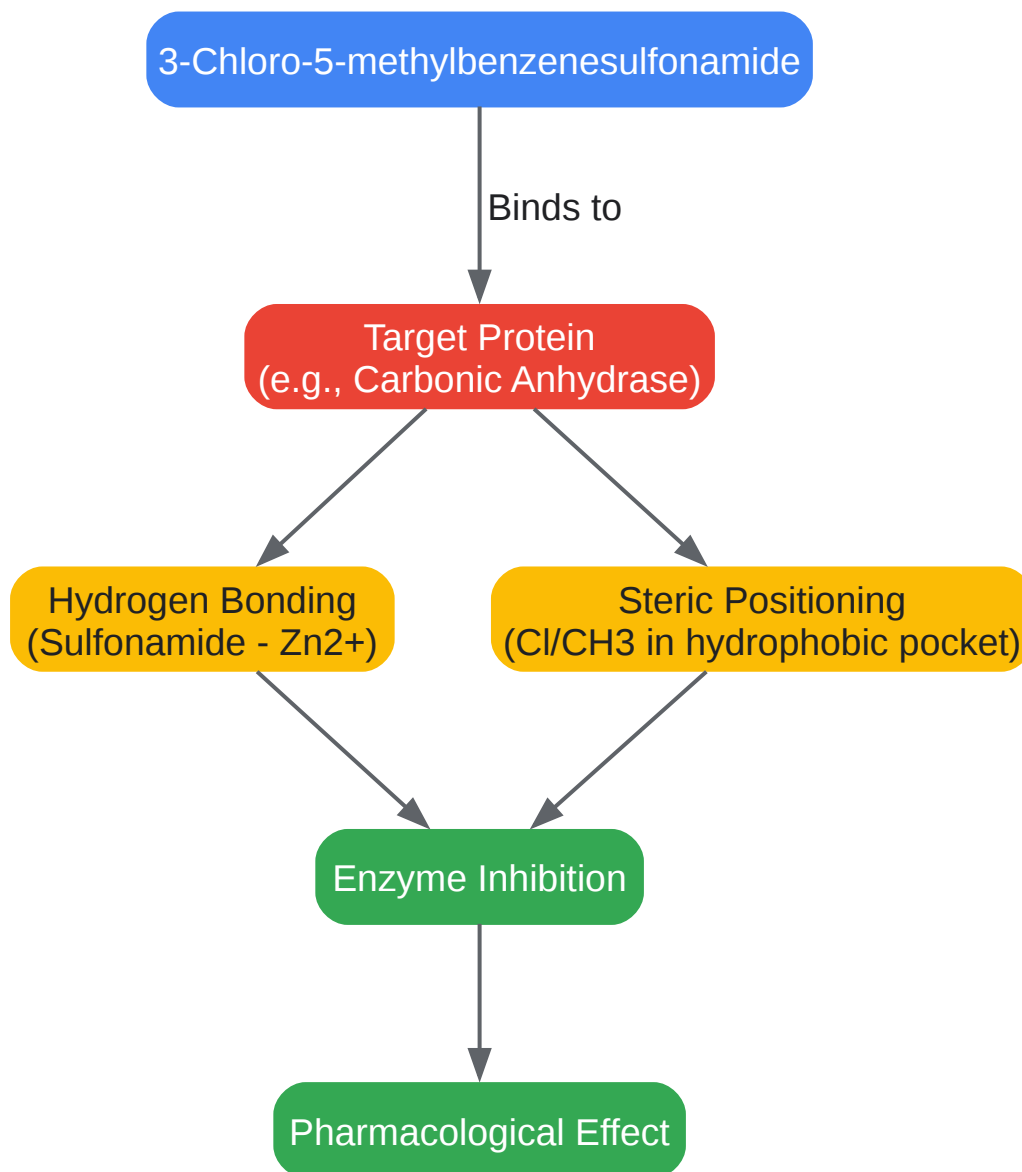 3-Chloro-5-methylbenzenesulfonamide
Binds to
Target Protein
(e.g., Carbonic Anhydrase)
Hydrogen Bonding
(Sulfonamide - Zn2+)
Steric Positioning
(Cl/CH3 in hydrophobic pocket)
Enzyme Inhibition
Pharmacological Effect